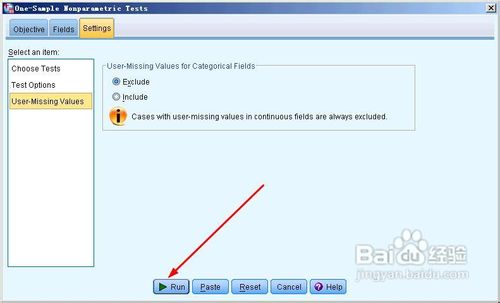 One-Sample Nonparametric Tests
Objective Fields Settings
Select an item:
Choose Tests
Test Options
User-Missing Values
User-Missing Values for Categorical Fields
Exclude
Include
Cases with user-missing values in continuous fields are always excluded.
Run Paste Reset Cancel Help
Baidu 经验
jingyan.baidu.com